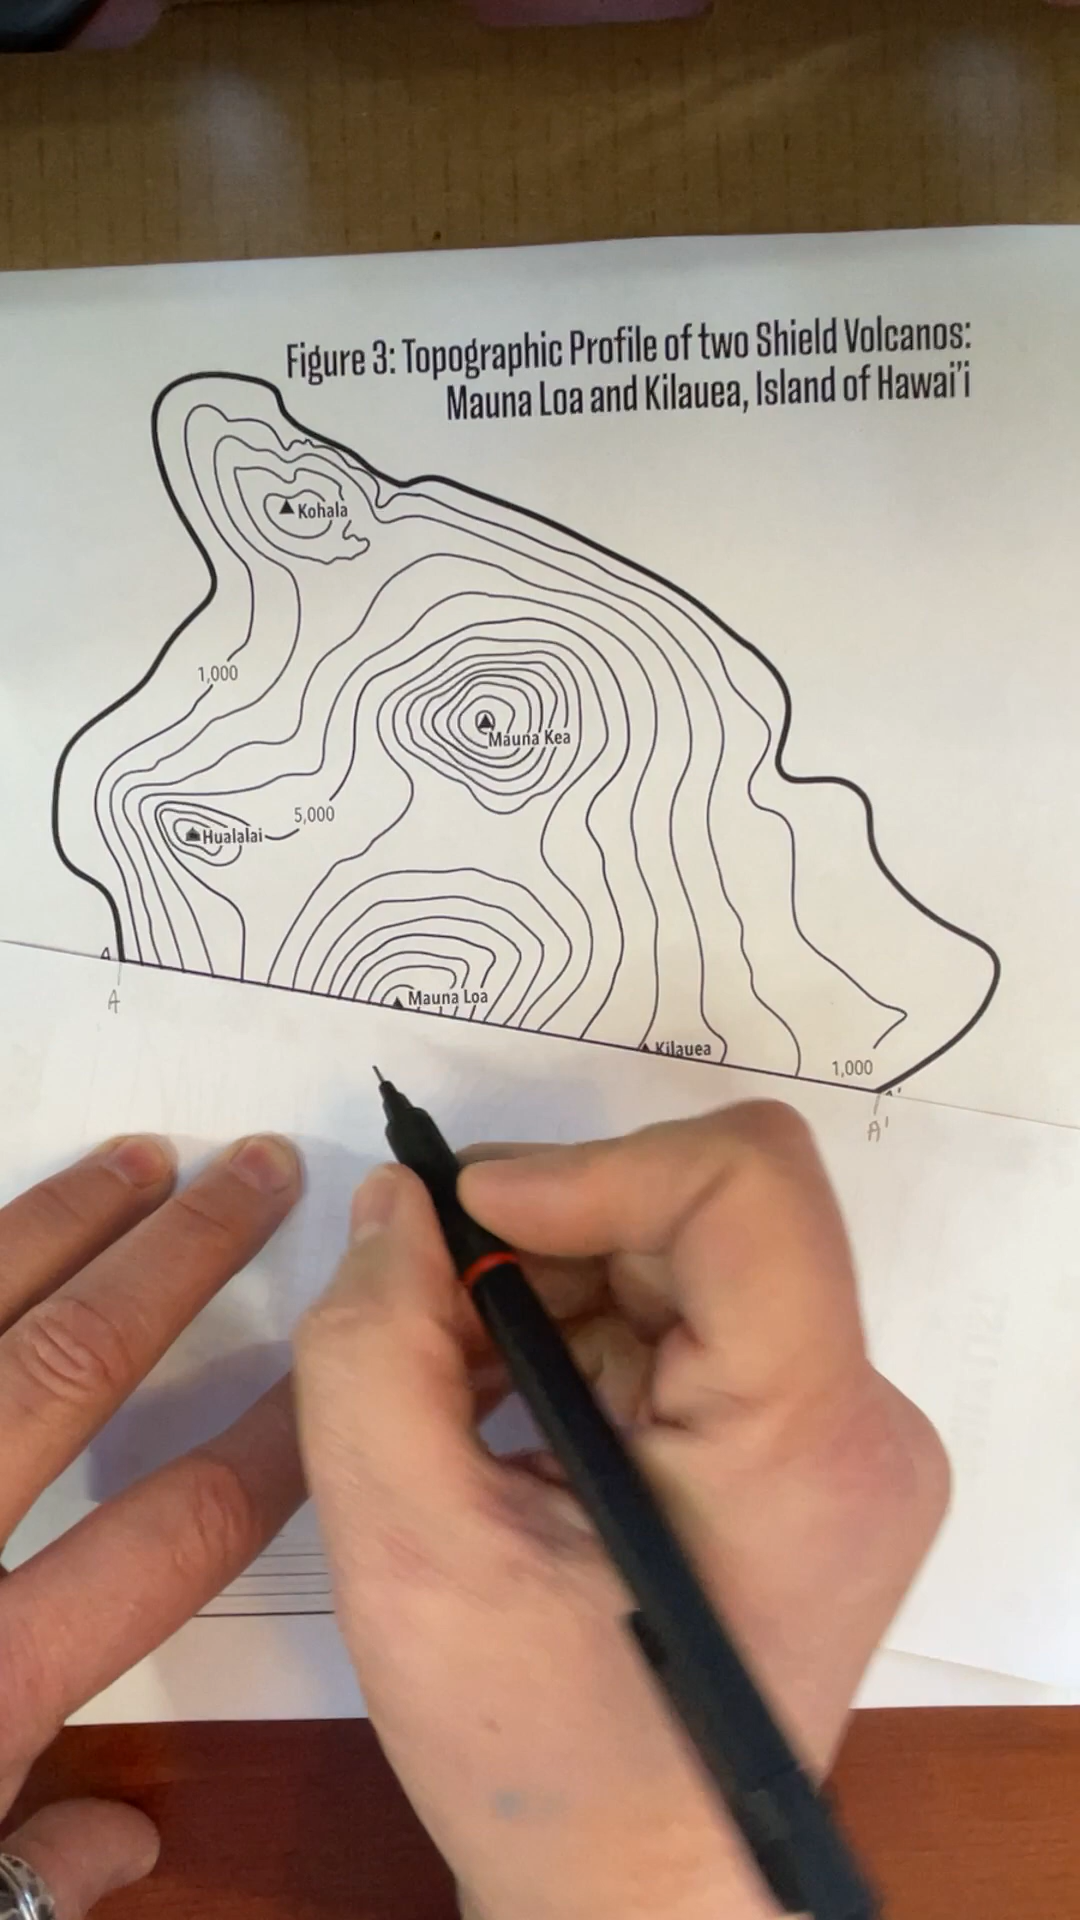 Figure 3: Topographic Profile of two Shield Volcanos:
Mauna Loa and Kilauea, Island of Hawai'i
Kohala
1,000
Mauna Kea
5,000
Hualalai
A
A
Mauna Loa
Kilauea
1,000
A'
A'